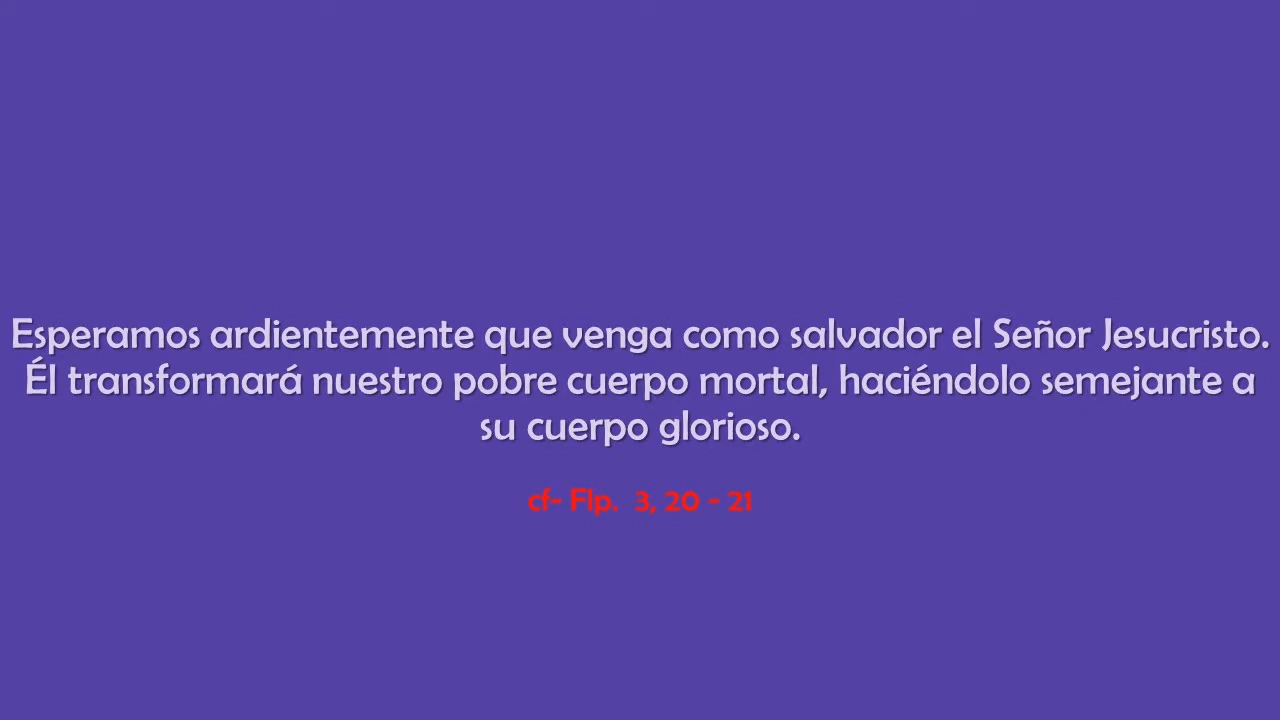 Esperamos ardientemente que venga como salvador el Señor Jesucristo.
Él transformará nuestro pobre cuerpo mortal, haciéndolo semejante a
su cuerpo glorioso.
cf- Flp. 3, 20 - 21